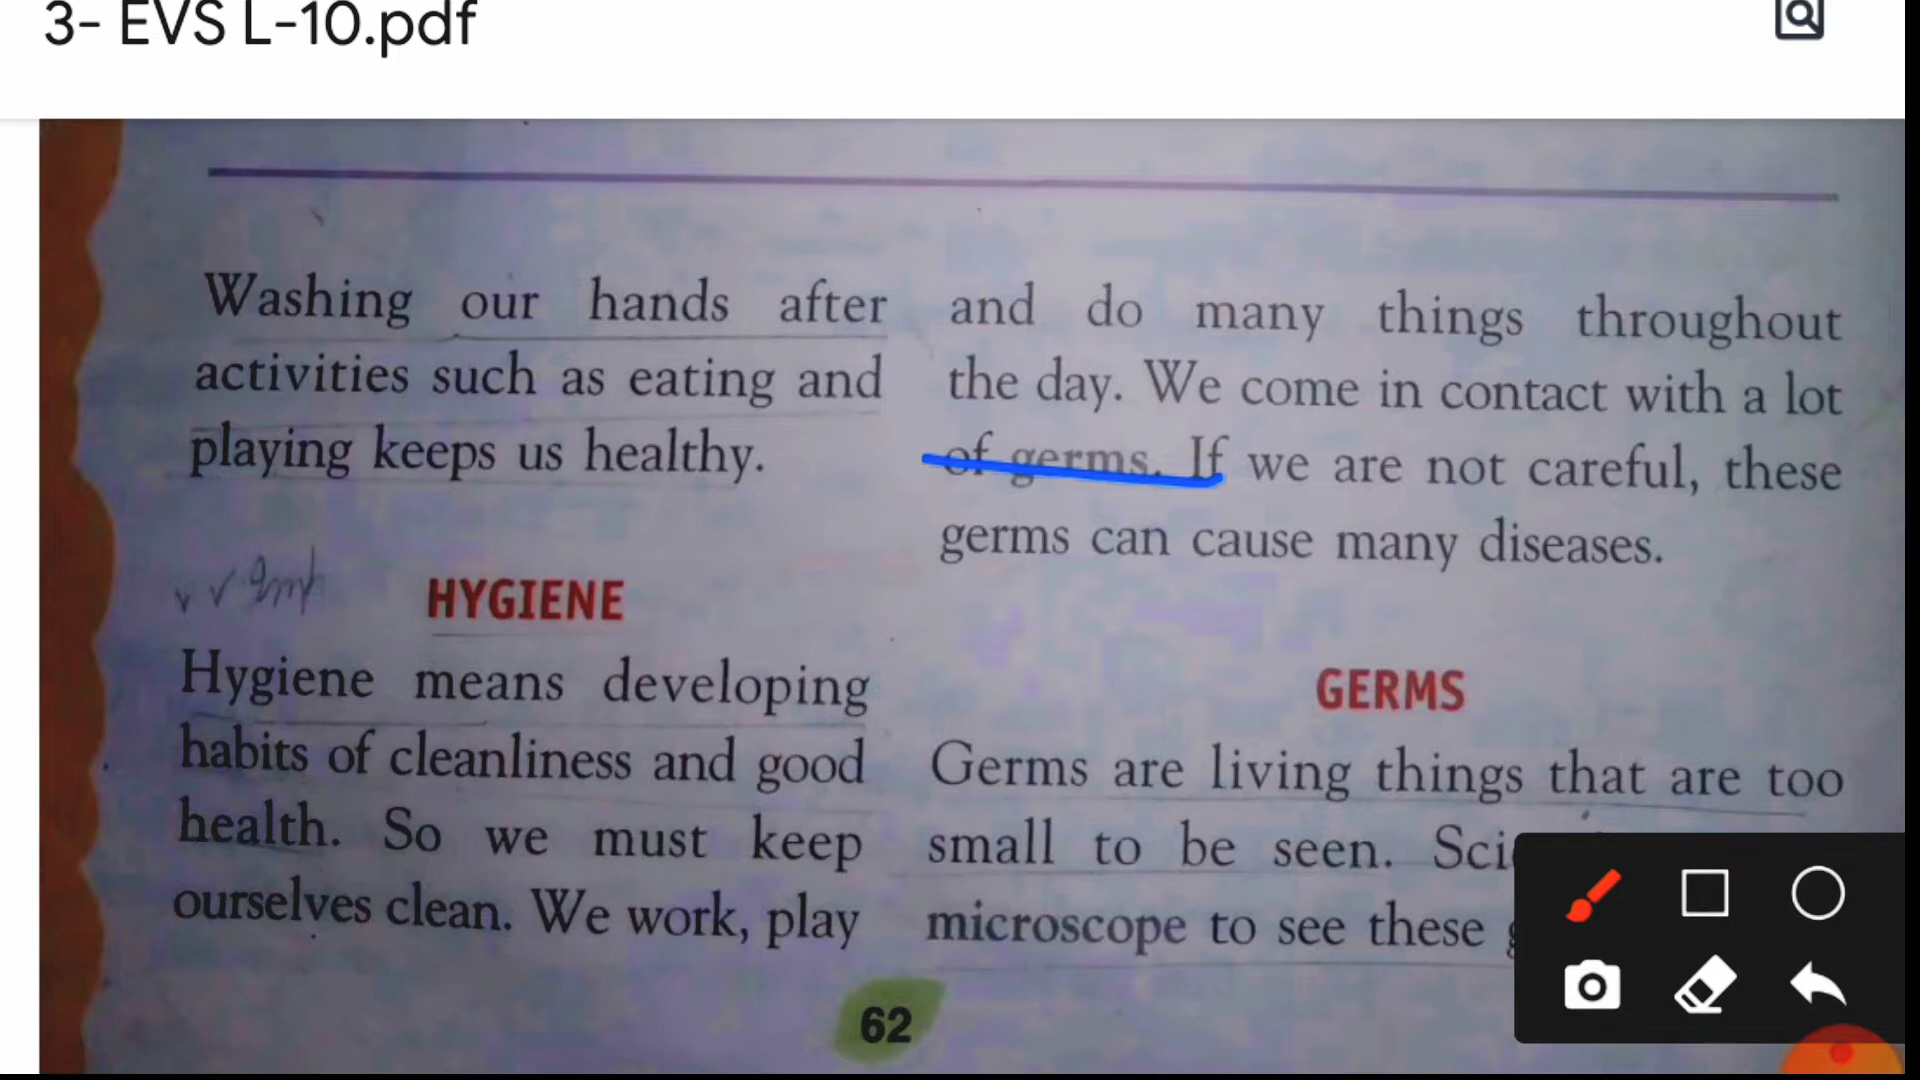 3- EVS L-10.pdf
Washing our hands after
activities such as eating and
playing keeps us healthy.
HYGIENE
Hygiene means developing
habits of cleanliness and good
health. So we must keep
ourselves clean. We work, play
and do many things throughout
the day. We come in contact with a lot
of germs. If we are not careful, these
germs can cause many diseases.
GERMS
Germs are living things that are too
small to be seen.
microscope to see these
62